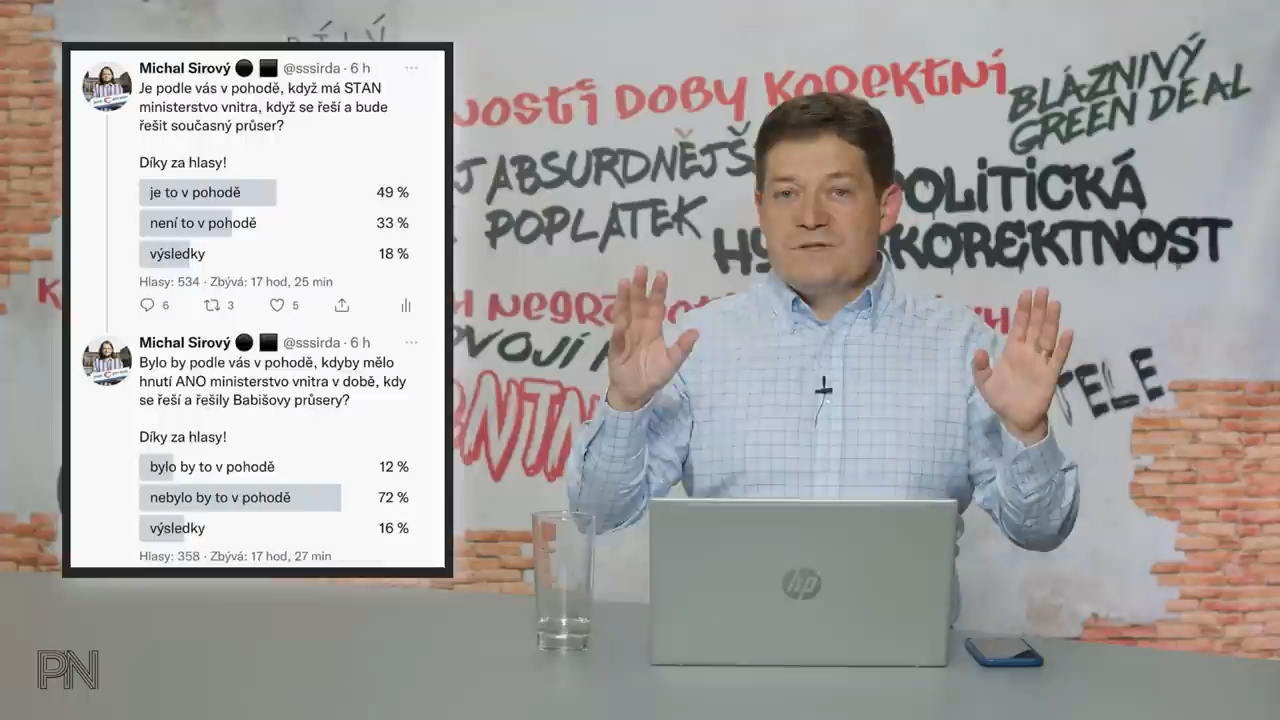 Michal Sirový @sssirda · 6 h
Je podle vás v pohodě, když má STAN
ministerstvo vnitra, když se řeší a bude
řešit současný průser?
Díky za hlasy!
je to v pohodě 49 %
není to v pohodě 33 %
výsledky 18 %
Hlasy: 534 · Zbývá: 17 hod, 25 min
6 3 5
Michal Sirový @sssirda · 6 h
Bylo by podle vás v pohodě, kdyby mělo
hnutí ANO ministerstvo vnitra v době, kdy
se řeší a řešily Babišovy průsery?
Díky za hlasy!
bylo by to v pohodě 12 %
nebylo by to v pohodě 72 %
výsledky 16 %
Hlasy: 358 · Zbývá: 17 hod, 27 min
NOSTÍ DOBY KOREKTNÍ
BLÁZNIVÝ
GREEN DEAL
POPLATEK
POLITICKÁ
KOREKTNOST
hp
PN